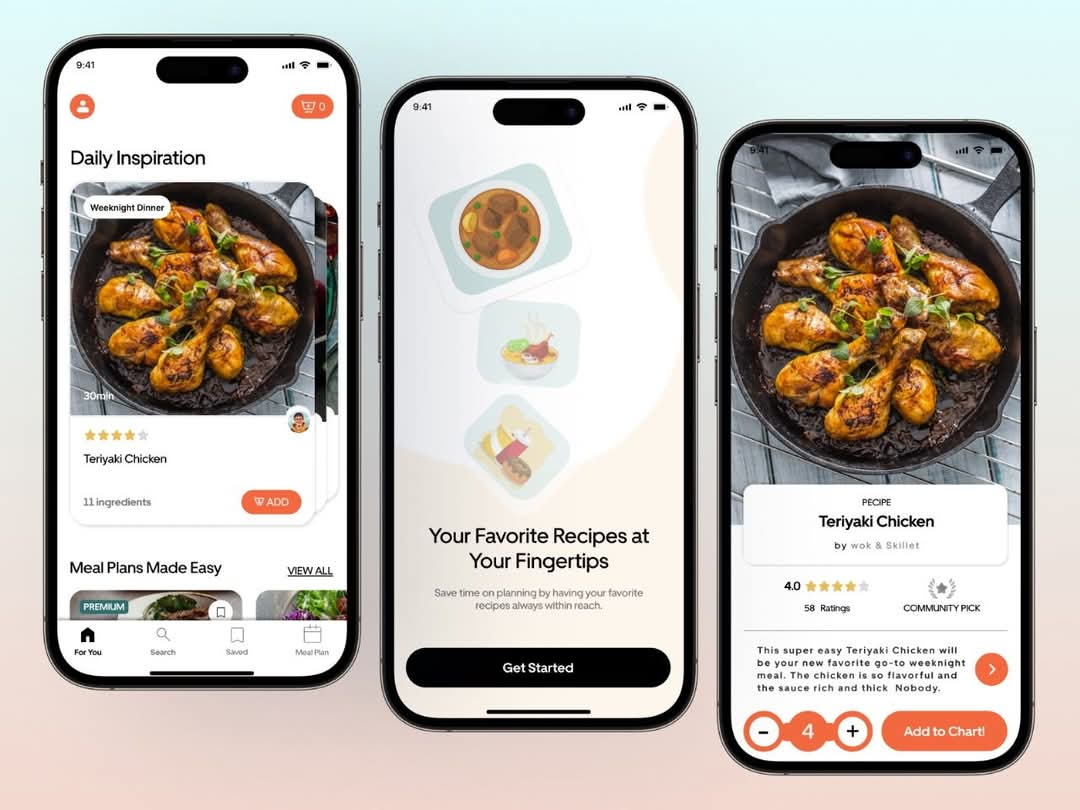 9:41
0
Daily Inspiration
Weeknight Dinner
30min
Teriyaki Chicken
11 ingredients
ADD
Meal Plans Made Easy
VIEW ALL
PREMIUM
For You
Search
Saved
Meal Plan
9:41
Your Favorite Recipes at
Your Fingertips
Save time on planning by having your favorite
recipes always within reach.
Get Started
9:41
PECIPE
Teriyaki Chicken
by wok & Skillet
4.0
58 Ratings
COMMUNITY PICK
This super easy Teriyaki Chicken will
be your new favorite go-to weeknight
meal. The chicken is so flavorful and
the sauce rich and thick Nobody.
- 4 +
Add to Chart!